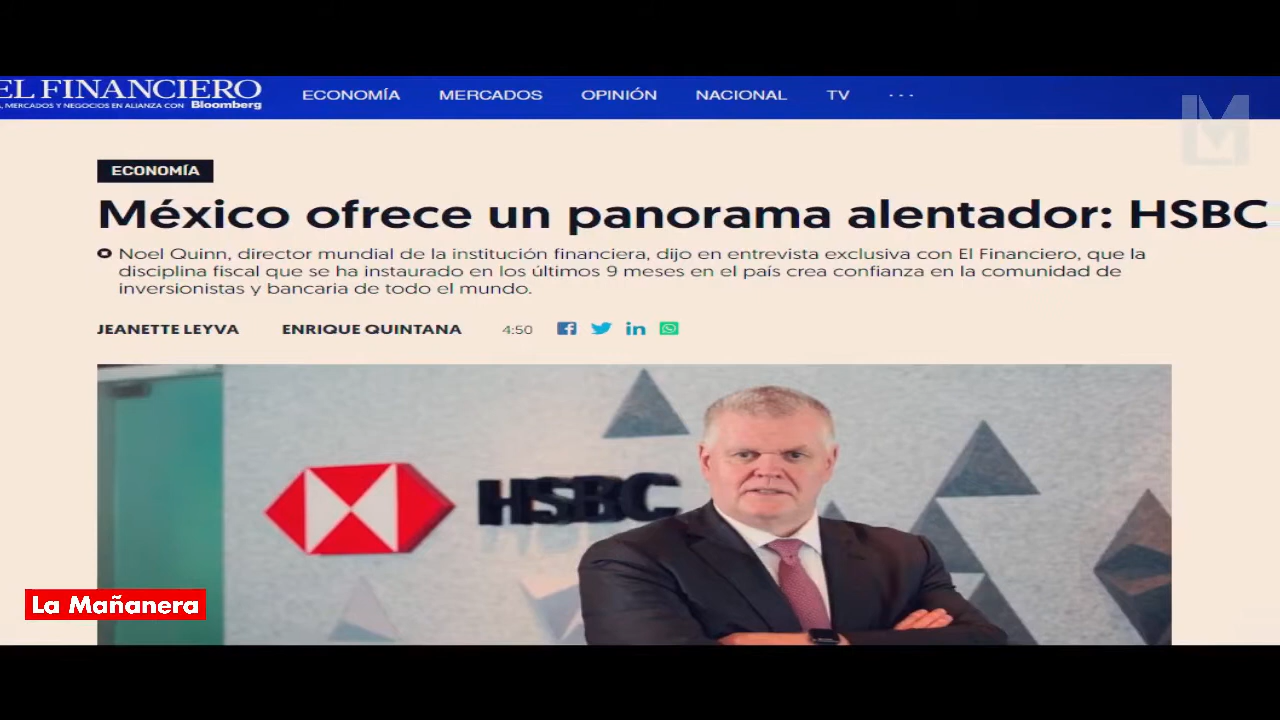 EL FINANCIERO
, MERCADOS Y NEGOCIOS EN ALIANZA CON Bloomberg
ECONOMÍA MERCADOS OPINIÓN NACIONAL TV ...
M
ECONOMÍA
México ofrece un panorama alentador: HSBC
Noel Quinn, director mundial de la institución financiera, dijo en entrevista exclusiva con El Financiero, que la
disciplina fiscal que se ha instaurado en los últimos 9 meses en el país crea confianza en la comunidad de
inversionistas y bancaria de todo el mundo.
JEANETTE LEYVA ENRIQUE QUINTANA 4:50
HSBC
La Mañanera